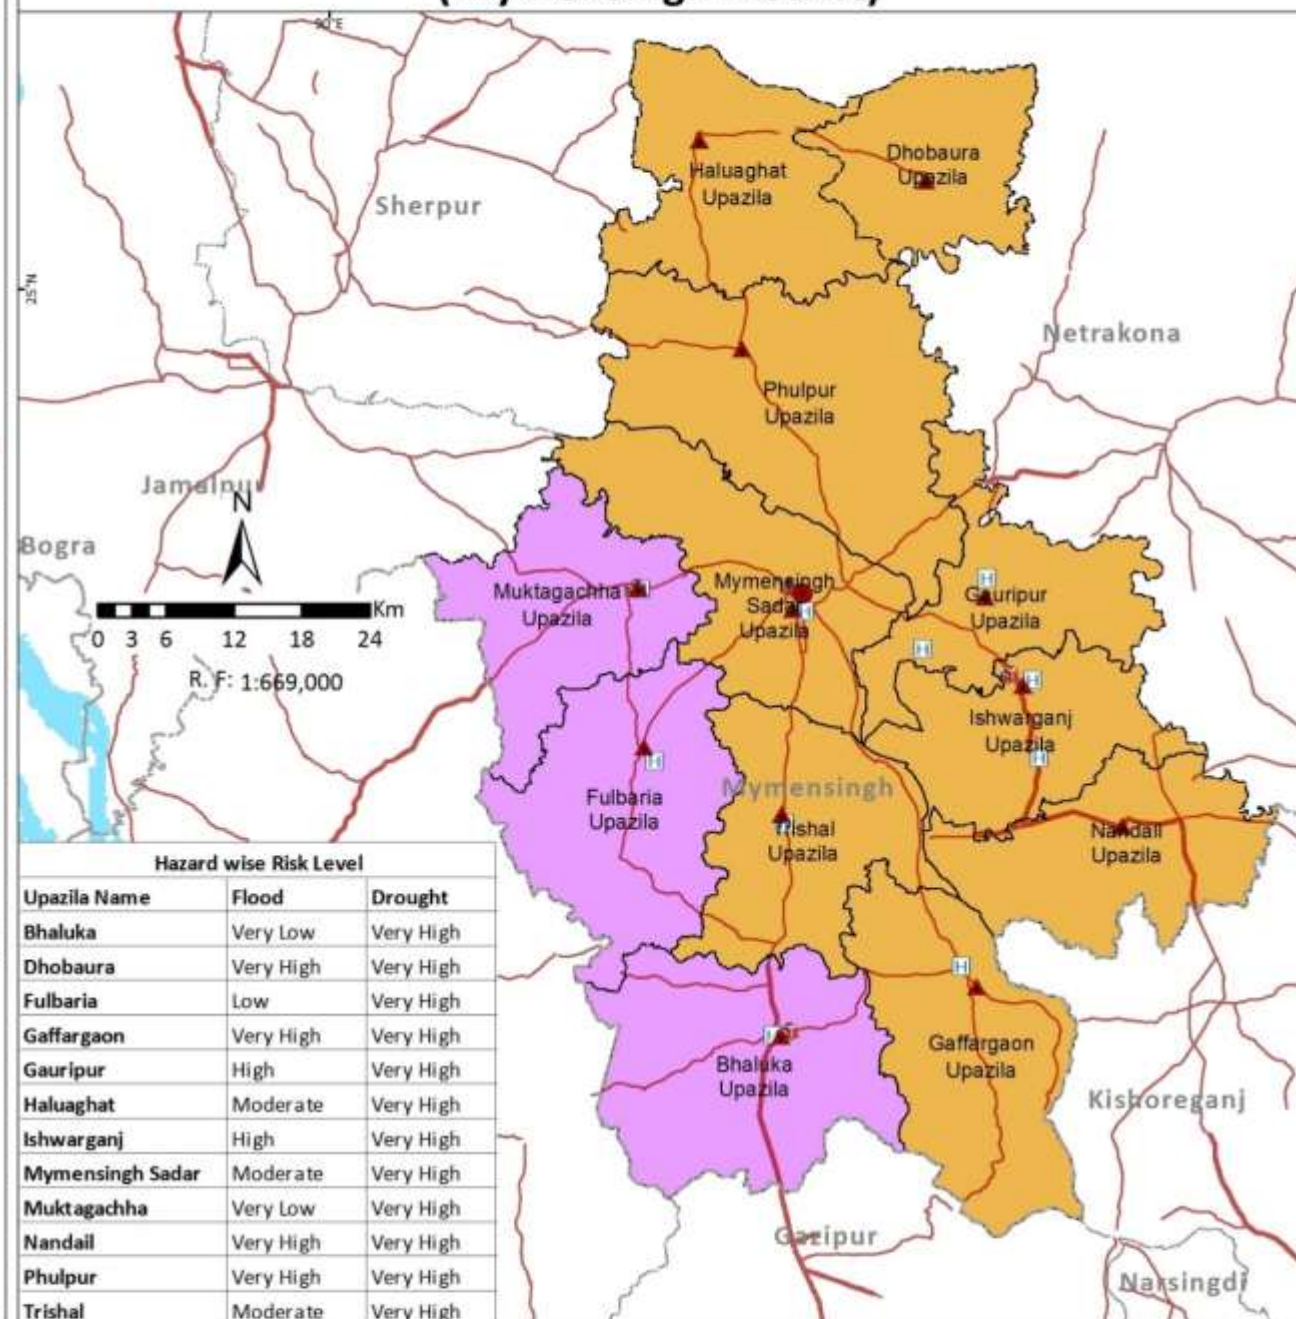 90°E
Haluaghat
Upazila
Dhobaura
Upazila
Sherpur
25°N
Netrakona
Phulpur
Upazila
Jamalpur
N
Bogra
Km
0 3 6 12 18 24
R. F: 1:669,000
Muktagachha
Upazila
H
Mymensingh
Sadar
Upazila
H
H
Gauripur
Upazila
H
H
Ishwarganj
Upazila
H
Fulbaria
Upazila
H
Mymensingh
Trishal
Upazila
Nandail
Upazila
Hazard wise Risk Level
Upazila Name Flood Drought
Bhaluka Very Low Very High
Dhobaura Very High Very High
Fulbaria Low Very High
Gaffargaon Very High Very High
Gauripur High Very High
Haluaghat Moderate Very High
Ishwarganj High Very High
Mymensingh Sadar Moderate Very High
Muktagachha Very Low Very High
Nandail Very High Very High
Phulpur Very High Very High
Trishal Moderate Very High
H
H
Bhaluka
Upazila
Gaffargaon
Upazila
Kishoreganj
Gazipur
Narsingdi